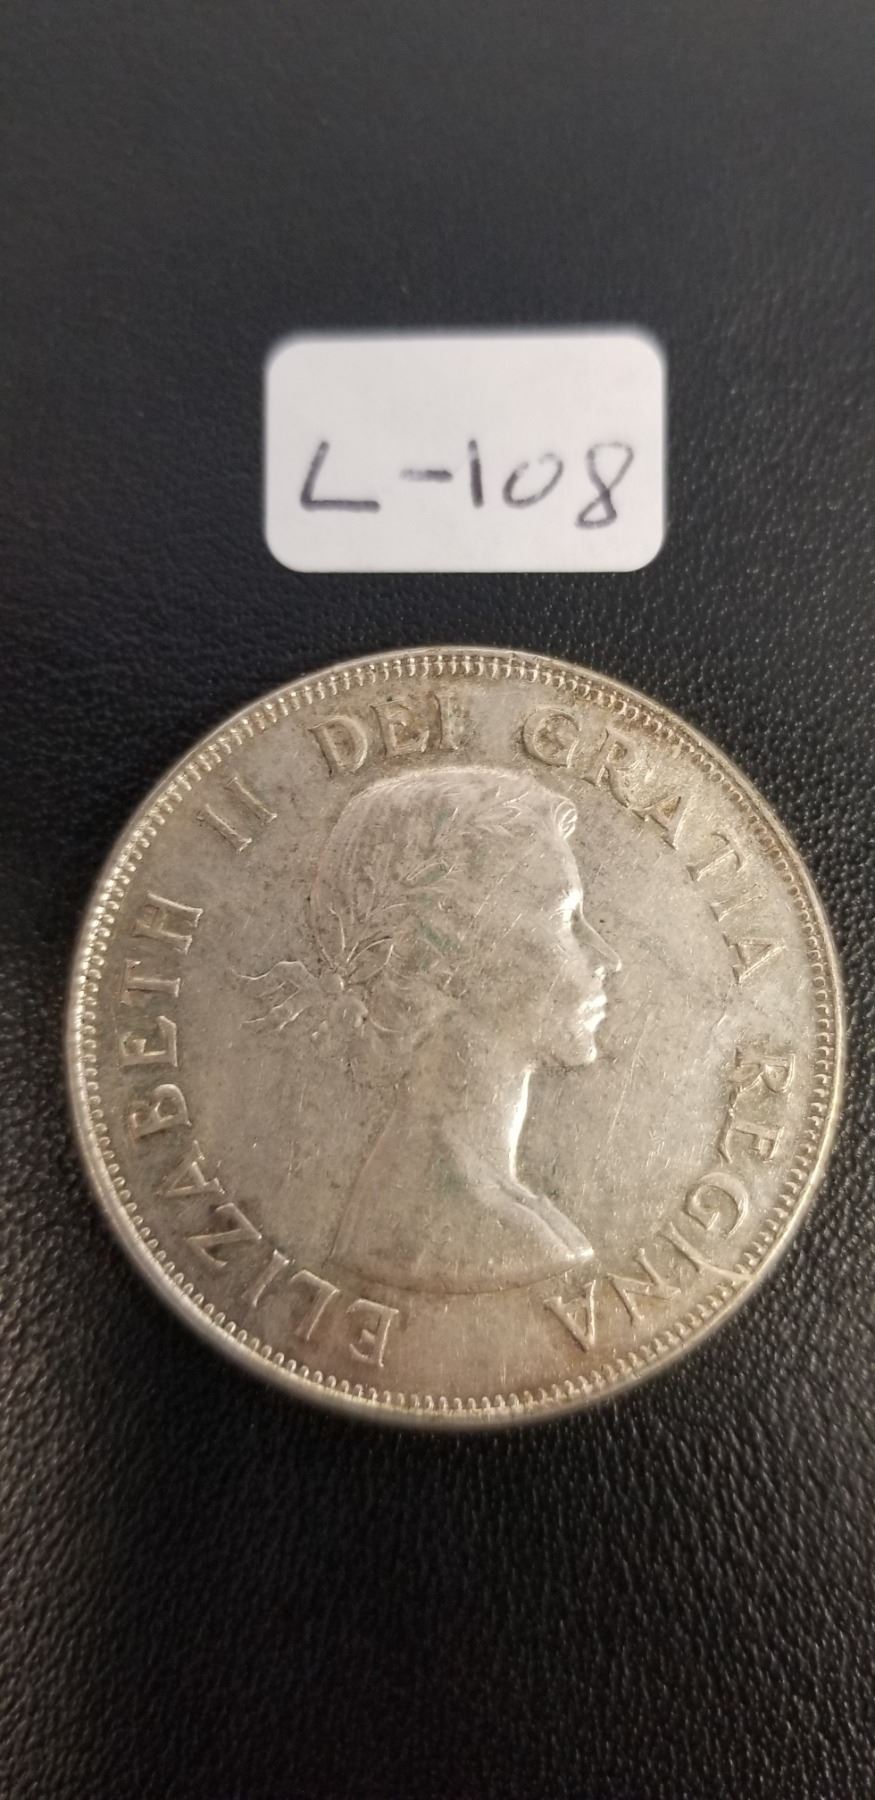 L-108
ELIZABETH II DEI GRATIA REGINA